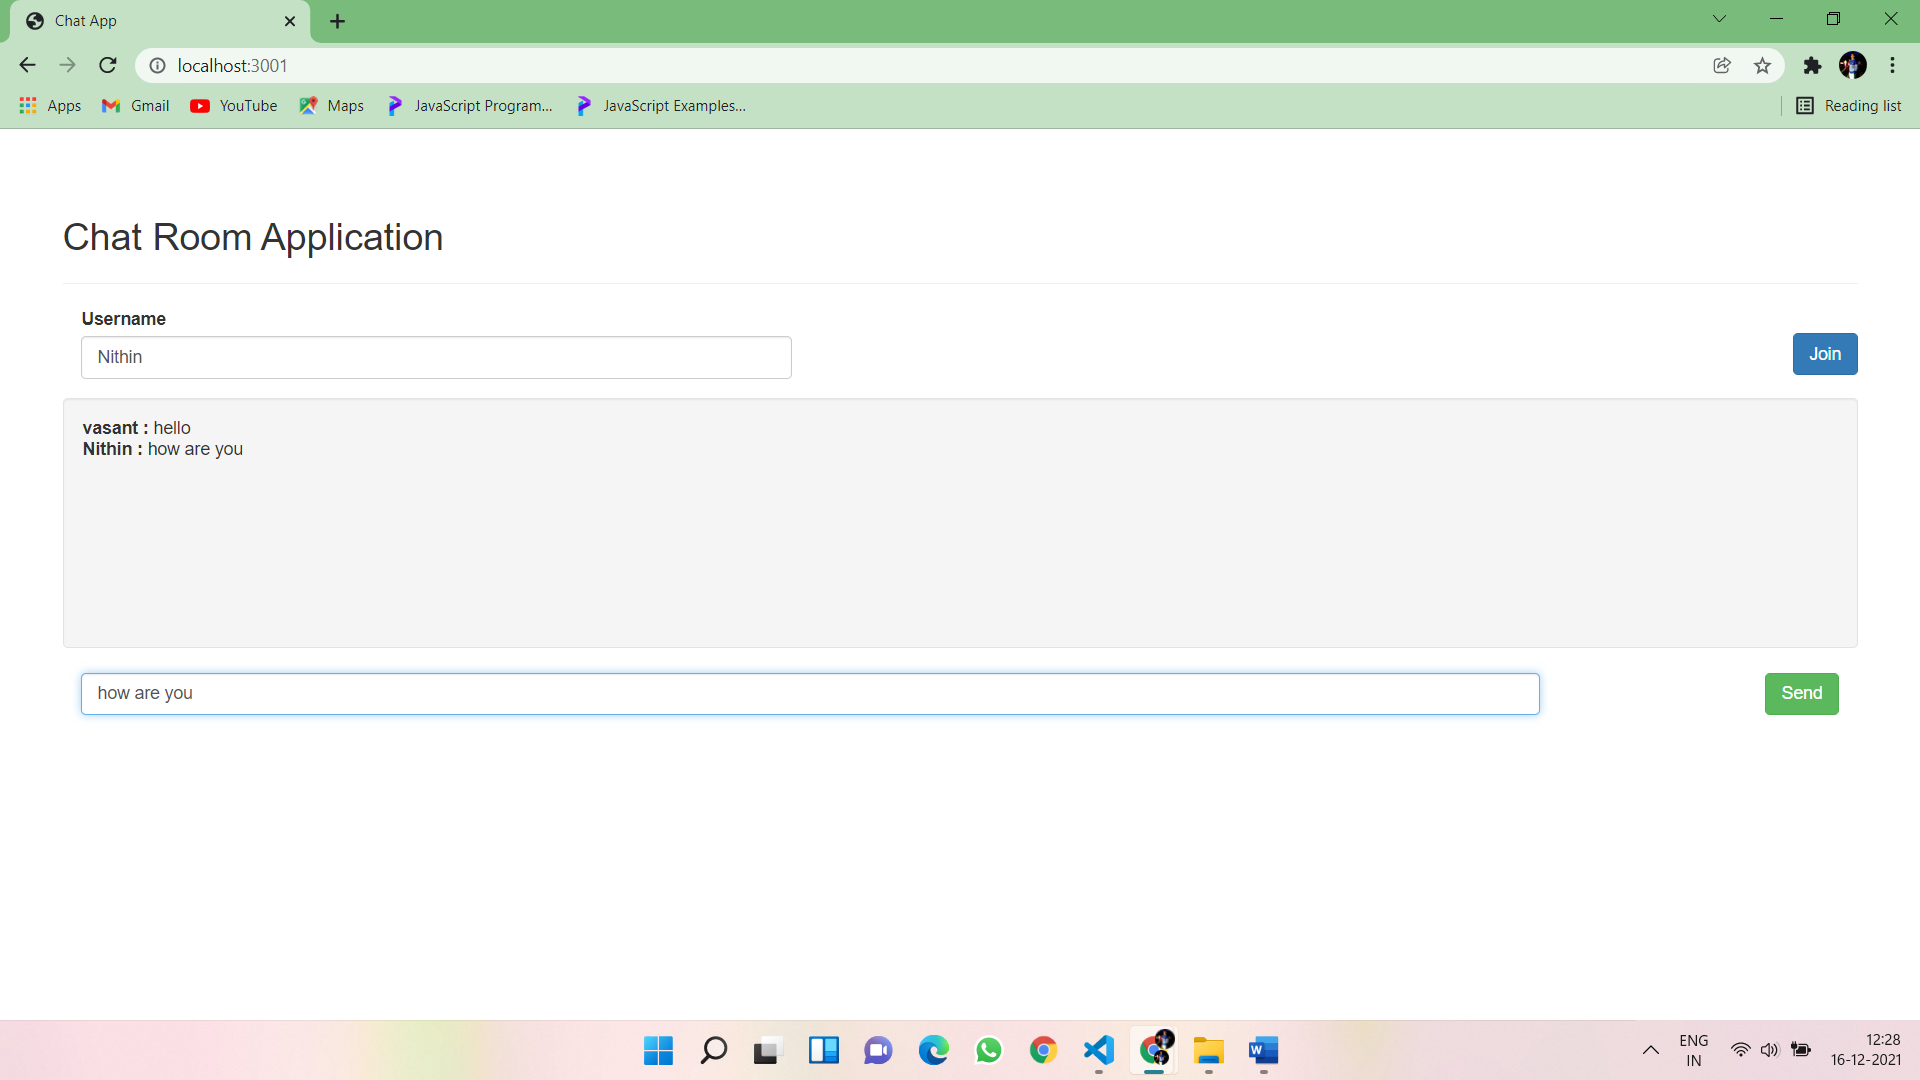 Chat App
localhost:3001
Apps Gmail YouTube Maps JavaScript Program... JavaScript Examples... Reading list
Chat Room Application
Username
Nithin
Join
vasant : hello
Nithin : how are you
how are you
Send
ENG
IN
12:28
16-12-2021